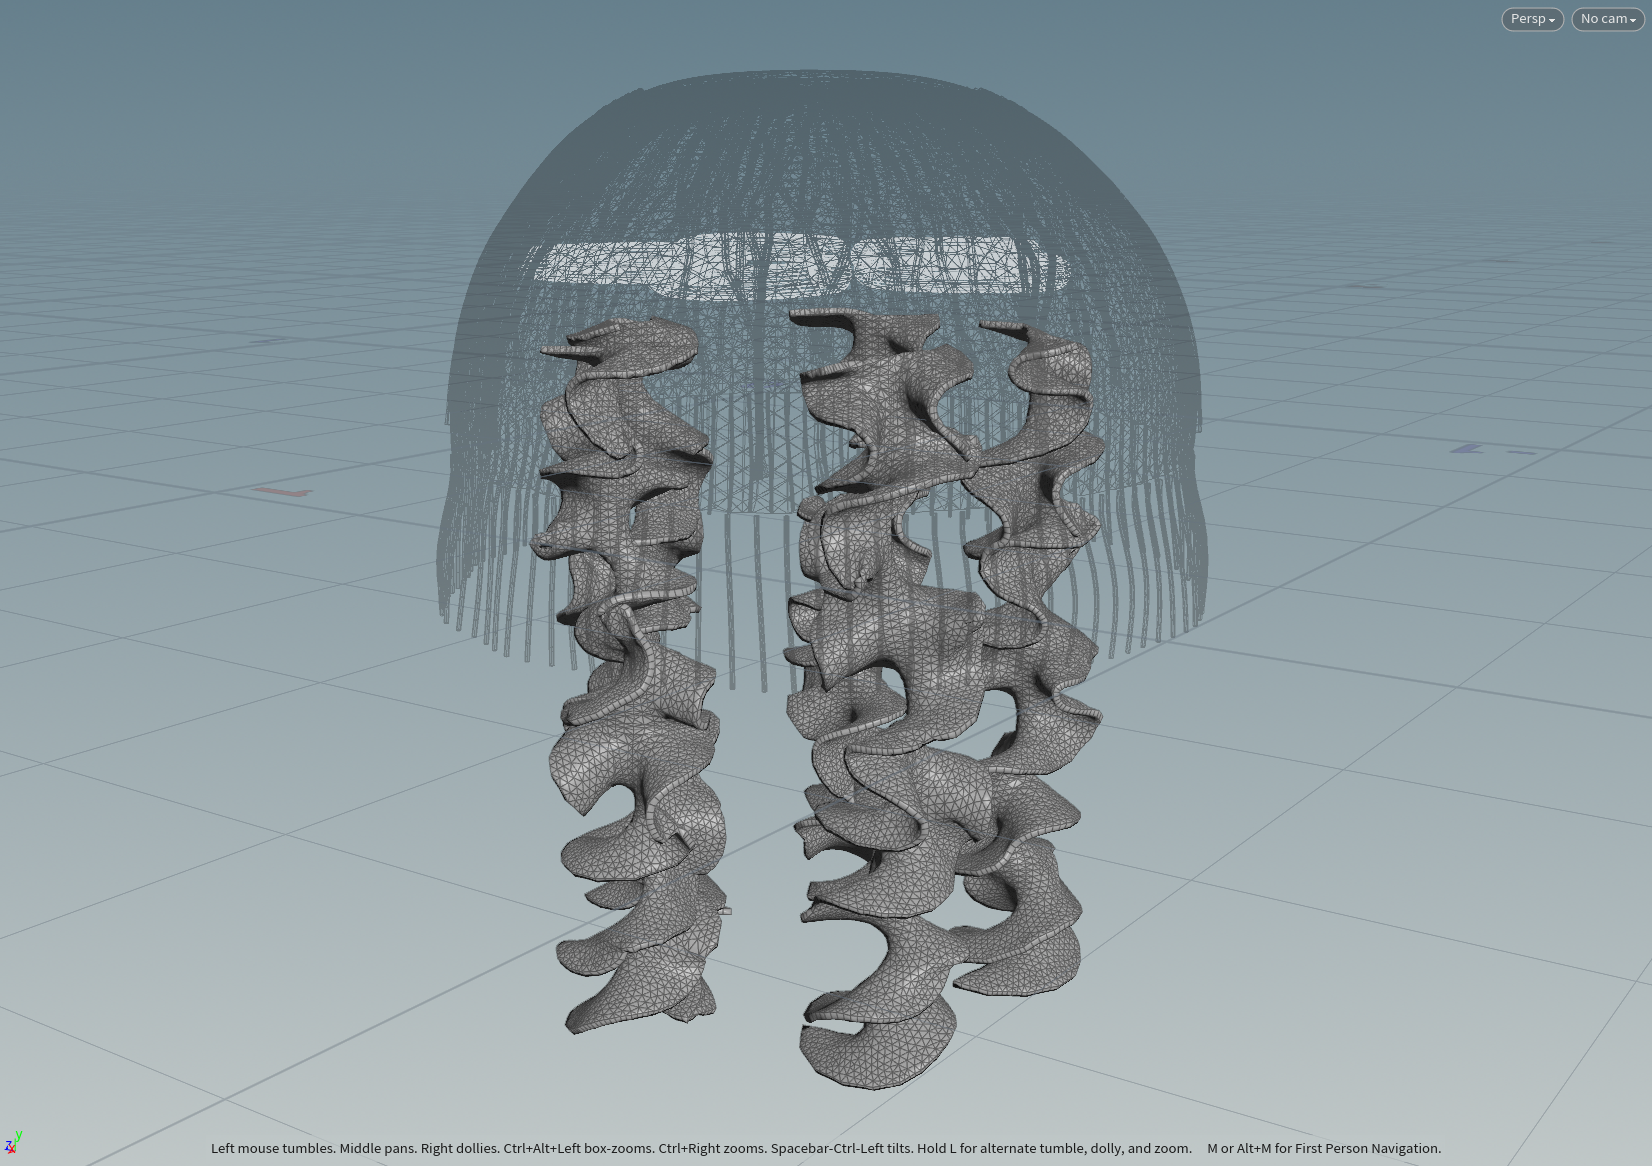 Persp No cam
Left mouse tumbles. Middle pans. Right dollies. Ctrl+Alt+Left box-zooms. Ctrl+Right zooms. Spacebar-Ctrl-Left tilts. Hold L for alternate tumble, dolly, and zoom. M or Alt+M for First Person Navigation.
y
z x